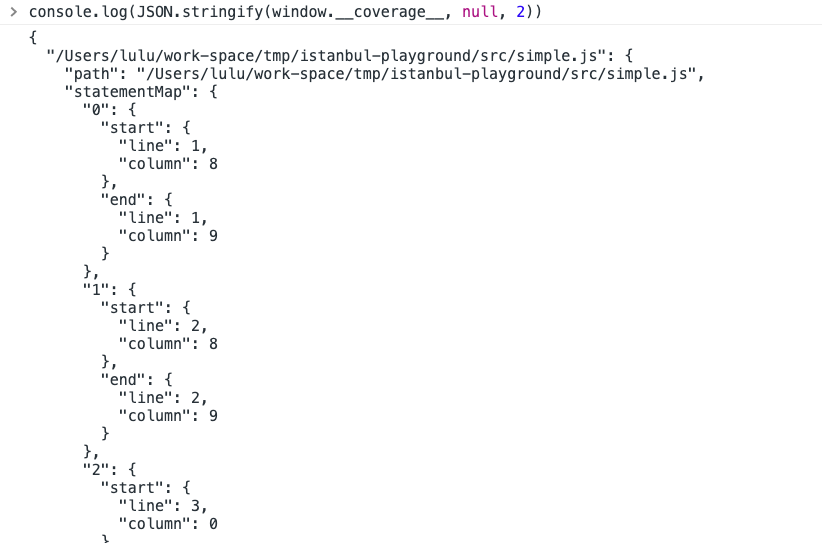 > console.log(JSON.stringify(window.__coverage__, null, 2))
{
  "/Users/lulu/work-space/tmp/istanbul-playground/src/simple.js": {
    "path": "/Users/lulu/work-space/tmp/istanbul-playground/src/simple.js",
    "statementMap": {
      "0": {
        "start": {
          "line": 1,
          "column": 8
        },
        "end": {
          "line": 1,
          "column": 9
        }
      },
      "1": {
        "start": {
          "line": 2,
          "column": 8
        },
        "end": {
          "line": 2,
          "column": 9
        }
      },
      "2": {
        "start": {
          "line": 3,
          "column": 0
        }